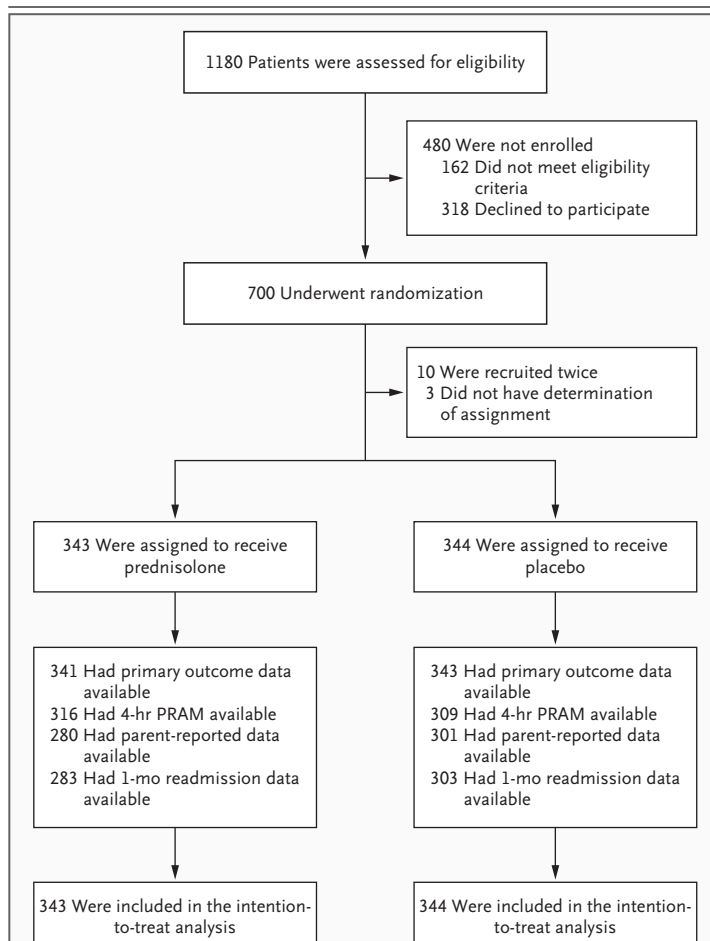 1180 Patients were assessed for eligibility
480 Were not enrolled
162 Did not meet eligibility
criteria
318 Declined to participate
700 Underwent randomization
10 Were recruited twice
3 Did not have determination
of assignment
343 Were assigned to receive
prednisolone
344 Were assigned to receive
placebo
341 Had primary outcome data
available
316 Had 4-hr PRAM available
280 Had parent-reported data
available
283 Had 1-mo readmission data
available
343 Had primary outcome data
available
309 Had 4-hr PRAM available
301 Had parent-reported data
available
303 Had 1-mo readmission data
available
343 Were included in the intention-
to-treat analysis
344 Were included in the intention-
to-treat analysis